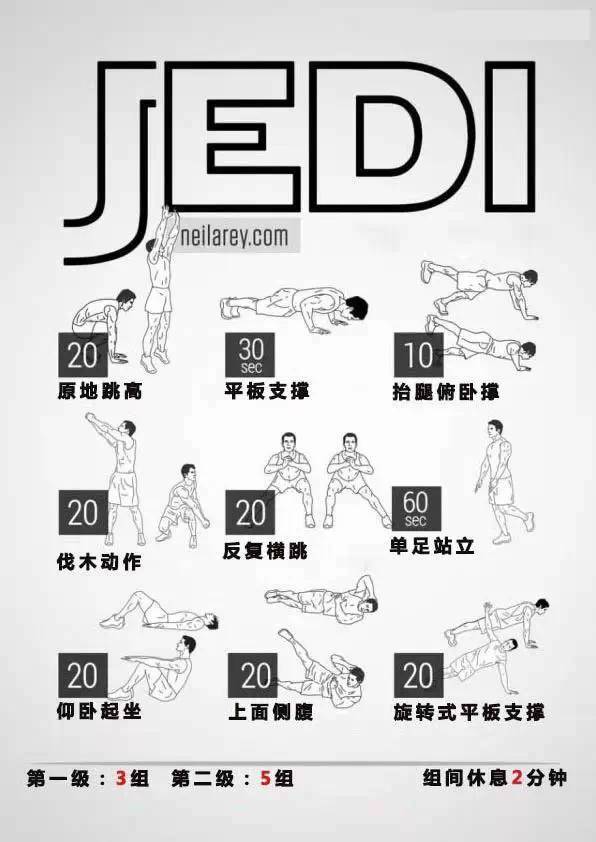 JEDI
neilarey.com
20
原地跳高
30
sec
平板支撑
10
抬腿俯卧撑
20
伐木动作
20
反复横跳
60
sec
单足站立
20
仰卧起坐
20
上面侧腹
20
旋转式平板支撑
第一级：3组 第二级：5组 组间休息2分钟